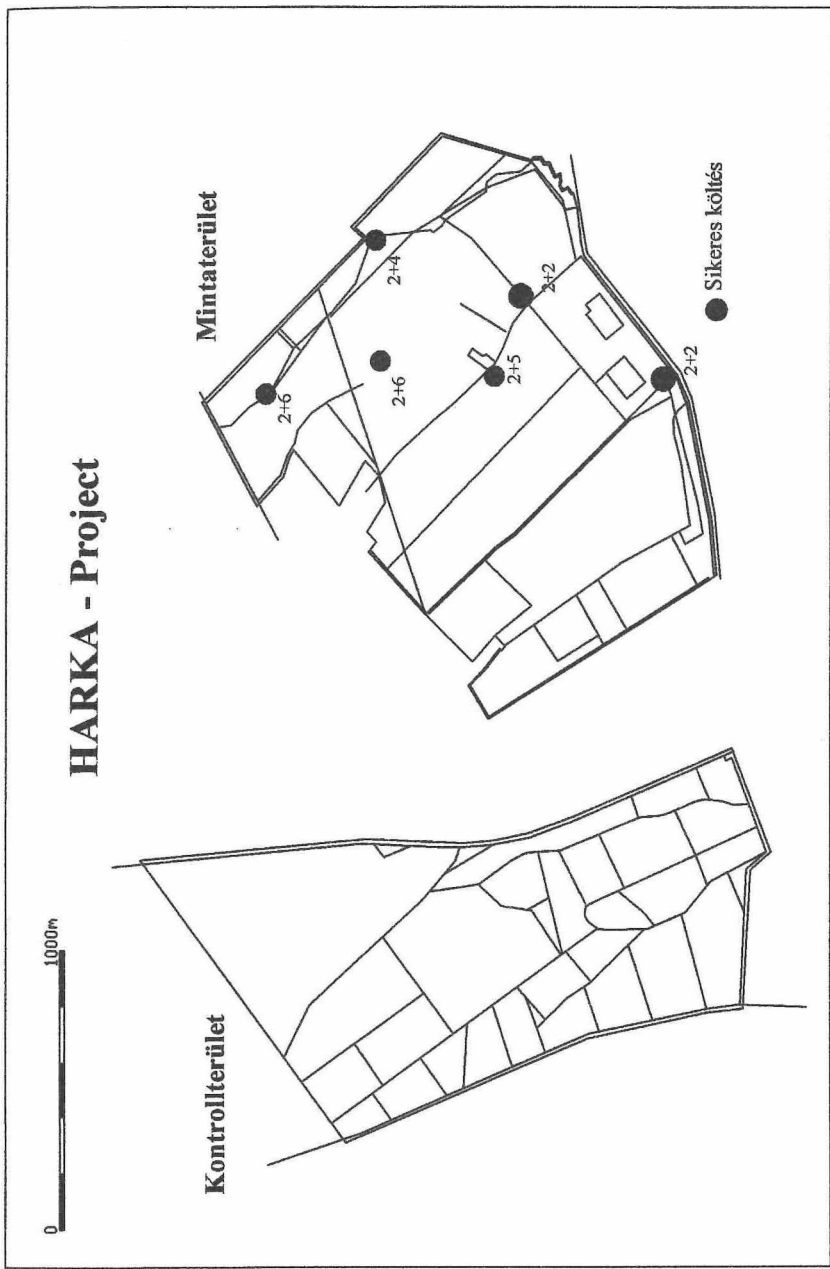 HARKA - Project
0 1000m
Kontrollterület
Mintaterület
2+6
2+4
2+6
2+5
2+2
2+2
Sikeres költés